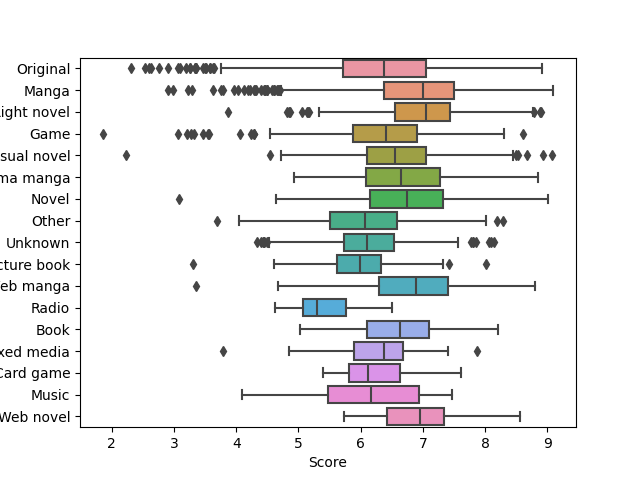 Original
Manga
ight novel
Game
sual novel
ma manga
Novel
Other
Unknown
cture book
eb manga
Radio
Book
xed media
Card game
Music
Web novel
2 3 4 5 6 7 8 9
Score